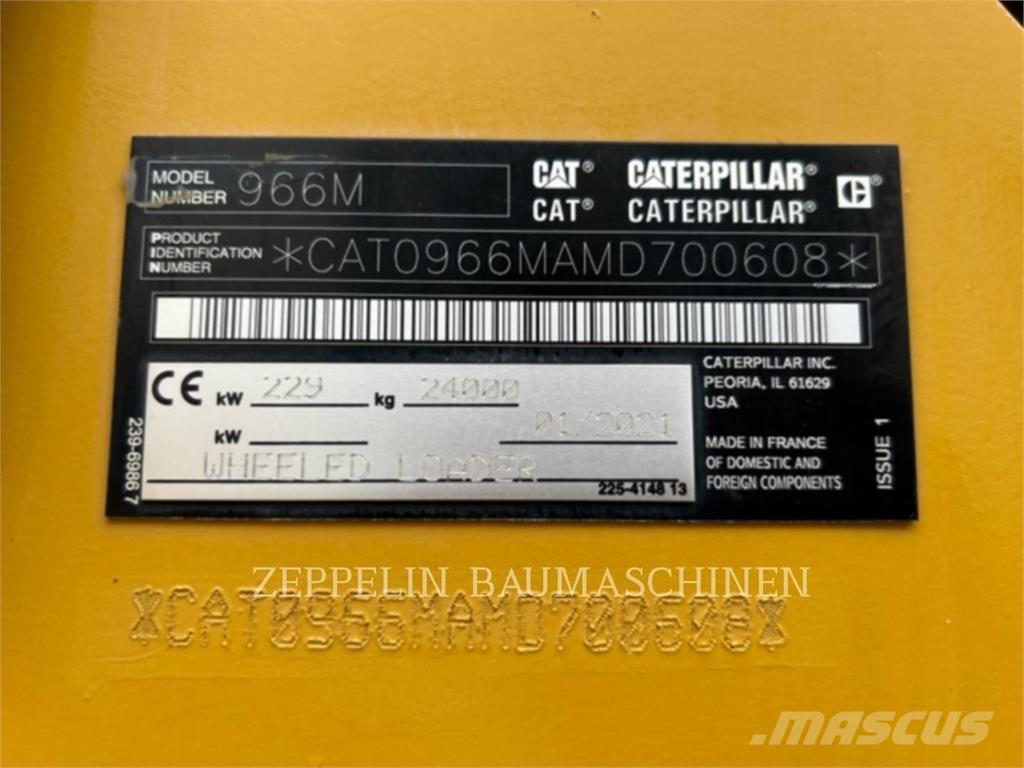 MODEL NUMBER 966M
CAT® CATERPILLAR®
CAT® CATERPILLAR®
PRODUCT IDENTIFICATION NUMBER *CAT0966MAMD700608*
CE kW 229 kg 24000
kW 01/2021
WHEELED LOADER
225-4148 13
239-6986 7
CATERPILLAR INC.
PEORIA, IL 61629
USA
MADE IN FRANCE
OF DOMESTIC AND
FOREIGN COMPONENTS
ISSUE 1
ZEPPELIN BAUMASCHINEN
*CAT0966MAMD700608*
MASCUS